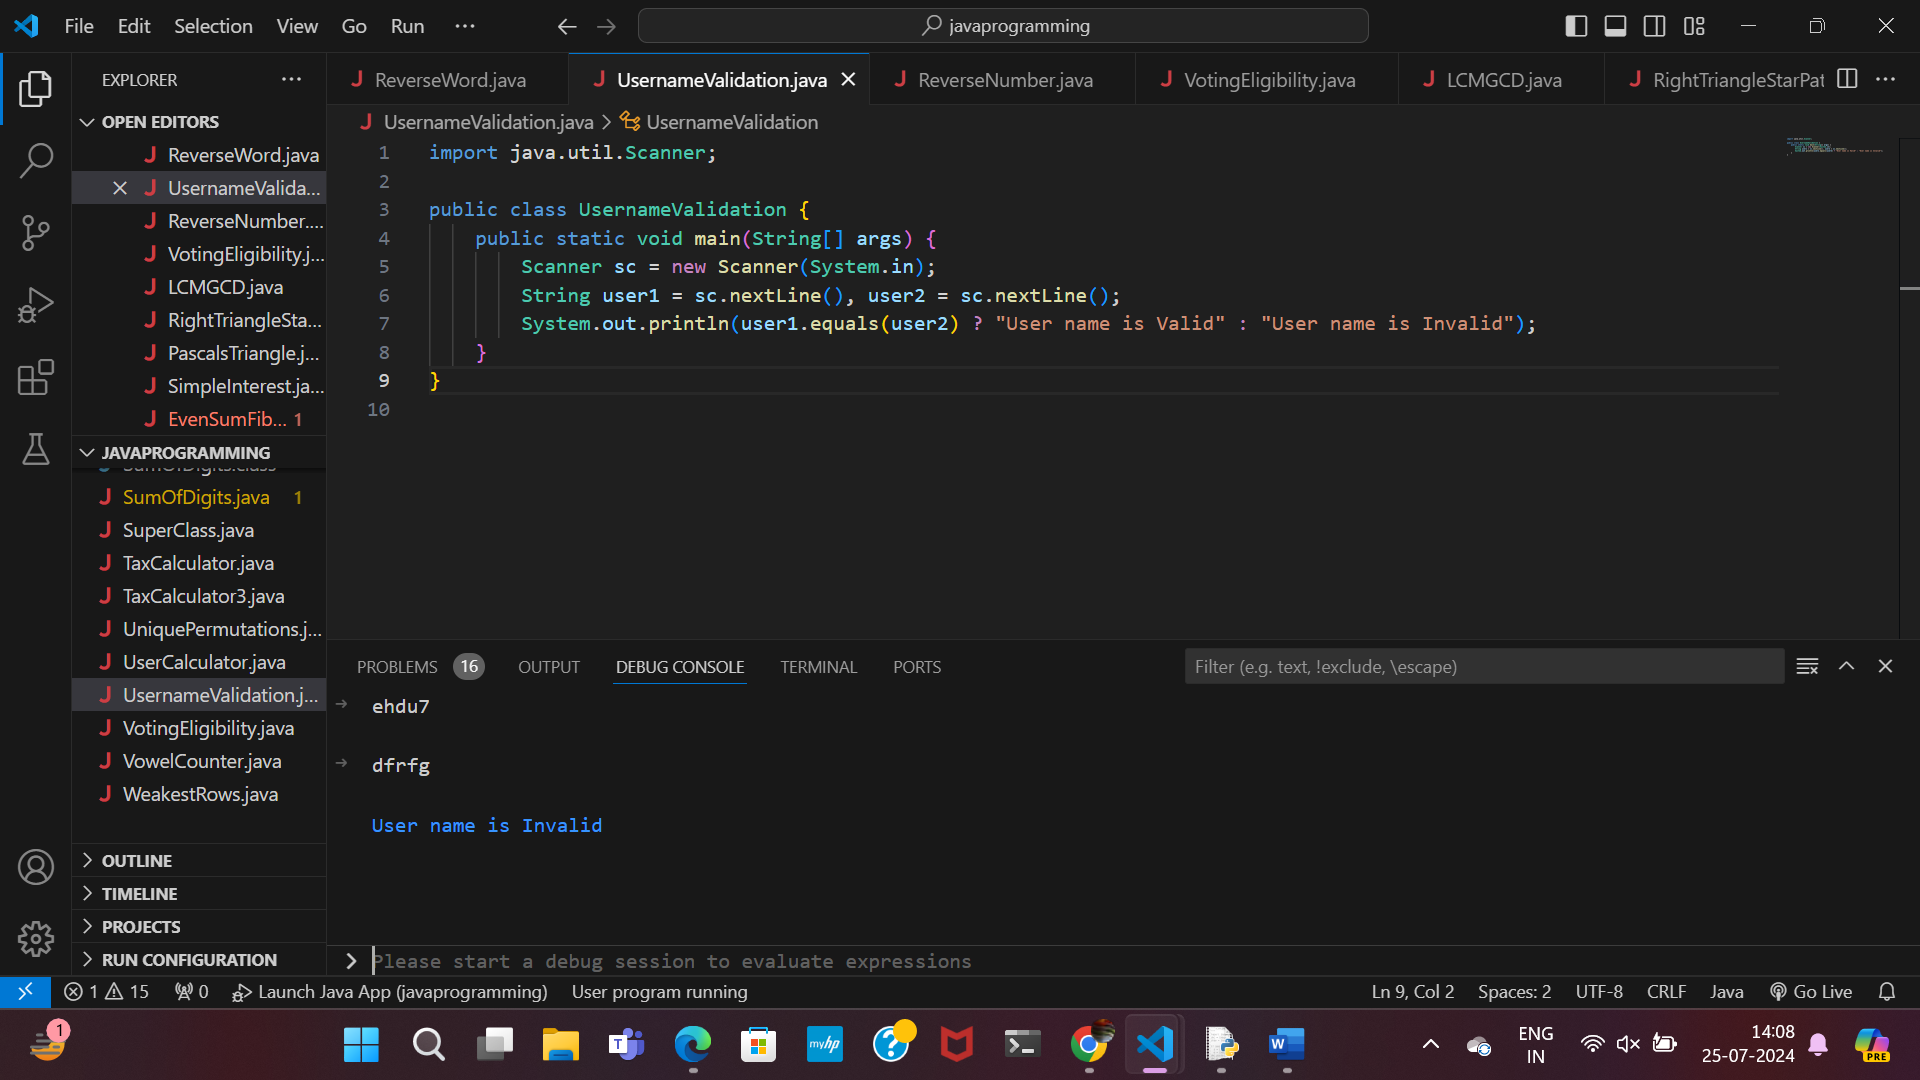 File Edit Selection View Go Run ···
javaprogramming
EXPLORER ···
OPEN EDITORS
ReverseWord.java
UsernameValida...
ReverseNumber....
VotingEligibility.j...
LCMGCD.java
RightTriangleSta...
PascalsTriangle.j...
SimpleInterest.ja...
EvenSumFib... 1
JAVAPROGRAMMING
SumOfDigits.class
SumOfDigits.java 1
SuperClass.java
TaxCalculator.java
TaxCalculator3.java
UniquePermutations.j...
UserCalculator.java
UsernameValidation.j...
VotingEligibility.java
VowelCounter.java
WeakestRows.java
OUTLINE
TIMELINE
PROJECTS
RUN CONFIGURATION
ReverseWord.java UsernameValidation.java ReverseNumber.java VotingEligibility.java LCMGCD.java RightTriangleStarPat ···
UsernameValidation.java > UsernameValidation
1 import java.util.Scanner;
2
3 public class UsernameValidation {
4 public static void main(String[] args) {
5 Scanner sc = new Scanner(System.in);
6 String user1 = sc.nextLine(), user2 = sc.nextLine();
7 System.out.println(user1.equals(user2) ? "User name is Valid" : "User name is Invalid");
8 }
9 }
10
PROBLEMS 16 OUTPUT DEBUG CONSOLE TERMINAL PORTS Filter (e.g. text, !exclude, \escape)
ehdu7
dfrfg
User name is Invalid
Please start a debug session to evaluate expressions
1 15 0 Launch Java App (javaprogramming) User program running Ln 9, Col 2 Spaces: 2 UTF-8 CRLF Java Go Live
1 myhp W ENG 14:08
IN 25-07-2024 PRE